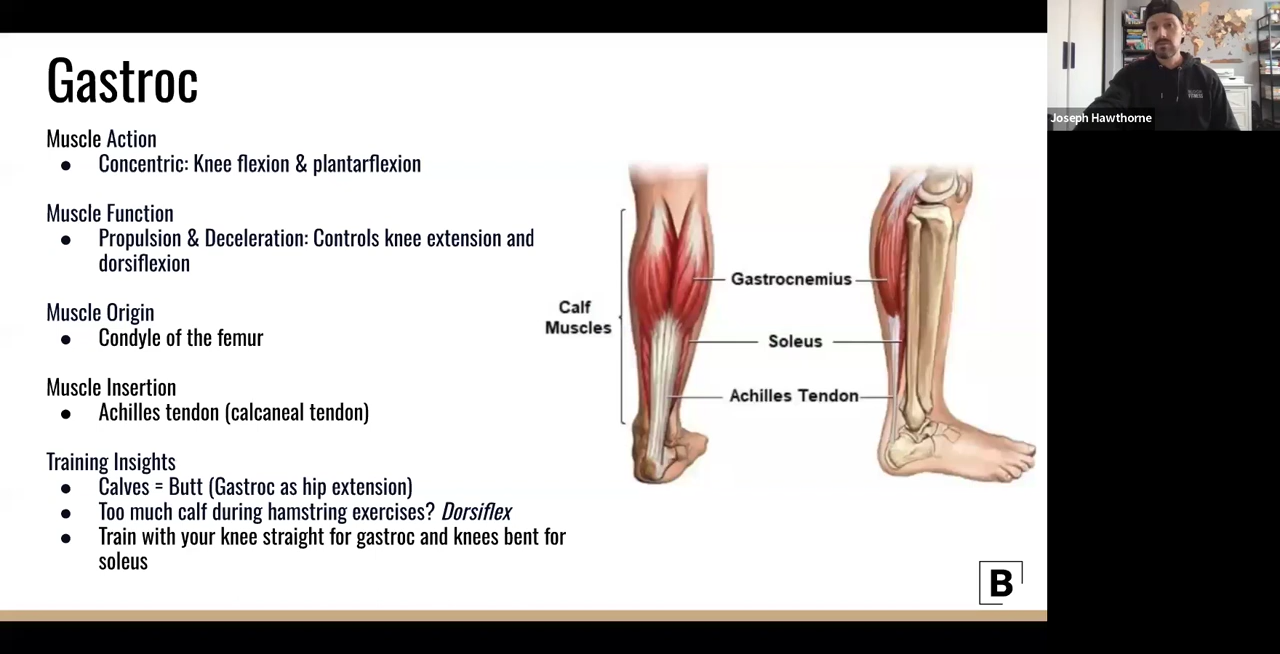 Gastroc
Muscle Action
● Concentric: Knee flexion & plantarflexion
Muscle Function
● Propulsion & Deceleration: Controls knee extension and
dorsiflexion
Muscle Origin
● Condyle of the femur
Muscle Insertion
● Achilles tendon (calcaneal tendon)
Training Insights
● Calves = Butt (Gastroc as hip extension)
● Too much calf during hamstring exercises? Dorsiflex
● Train with your knee straight for gastroc and knees bent for
soleus
Calf
Muscles
Gastrocnemius
Soleus
Achilles Tendon
B
Joseph Hawthorne
FITNESS